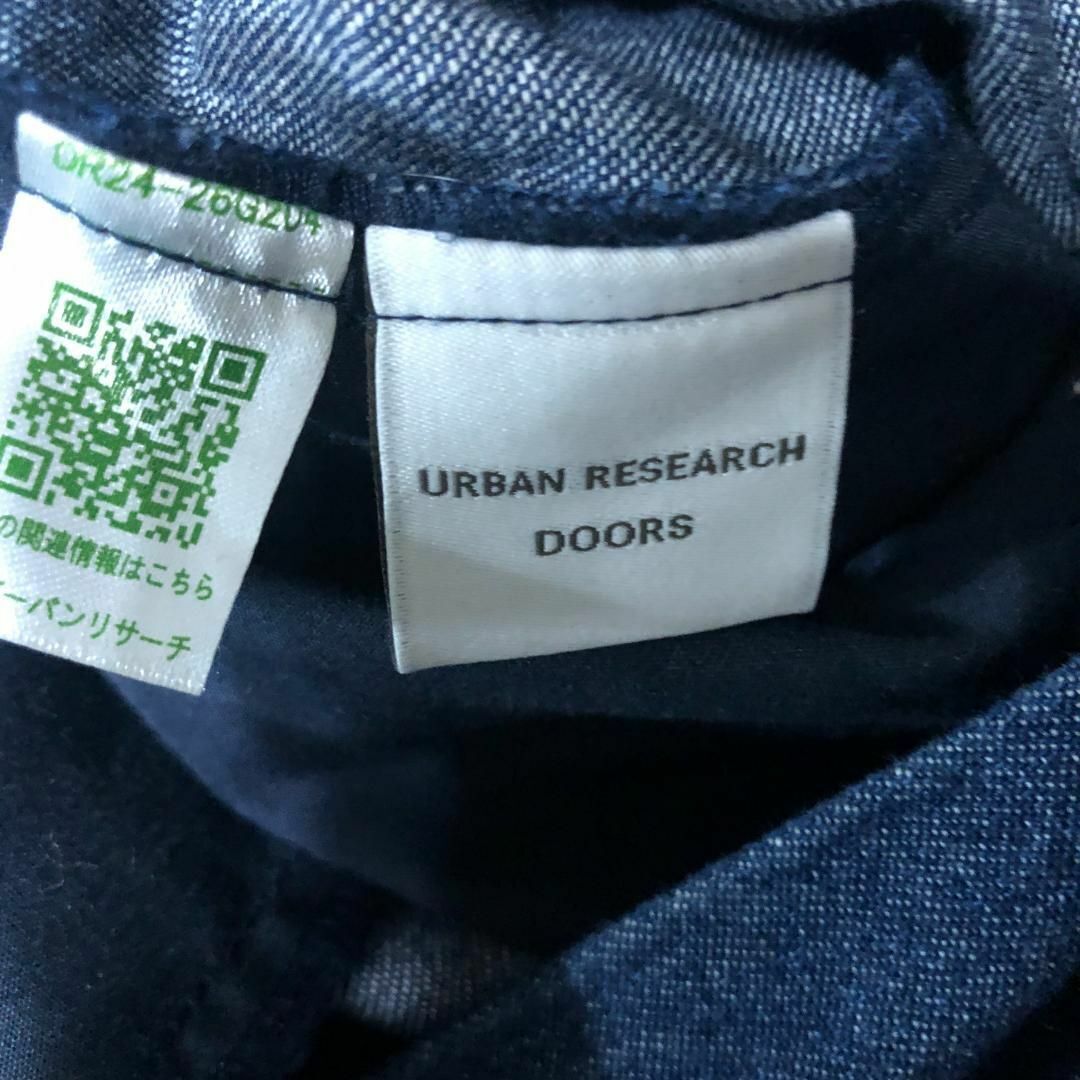 DR24-26G204
の関連情報はこちら
ーバンリサーチ
URBAN RESEARCH
DOORS